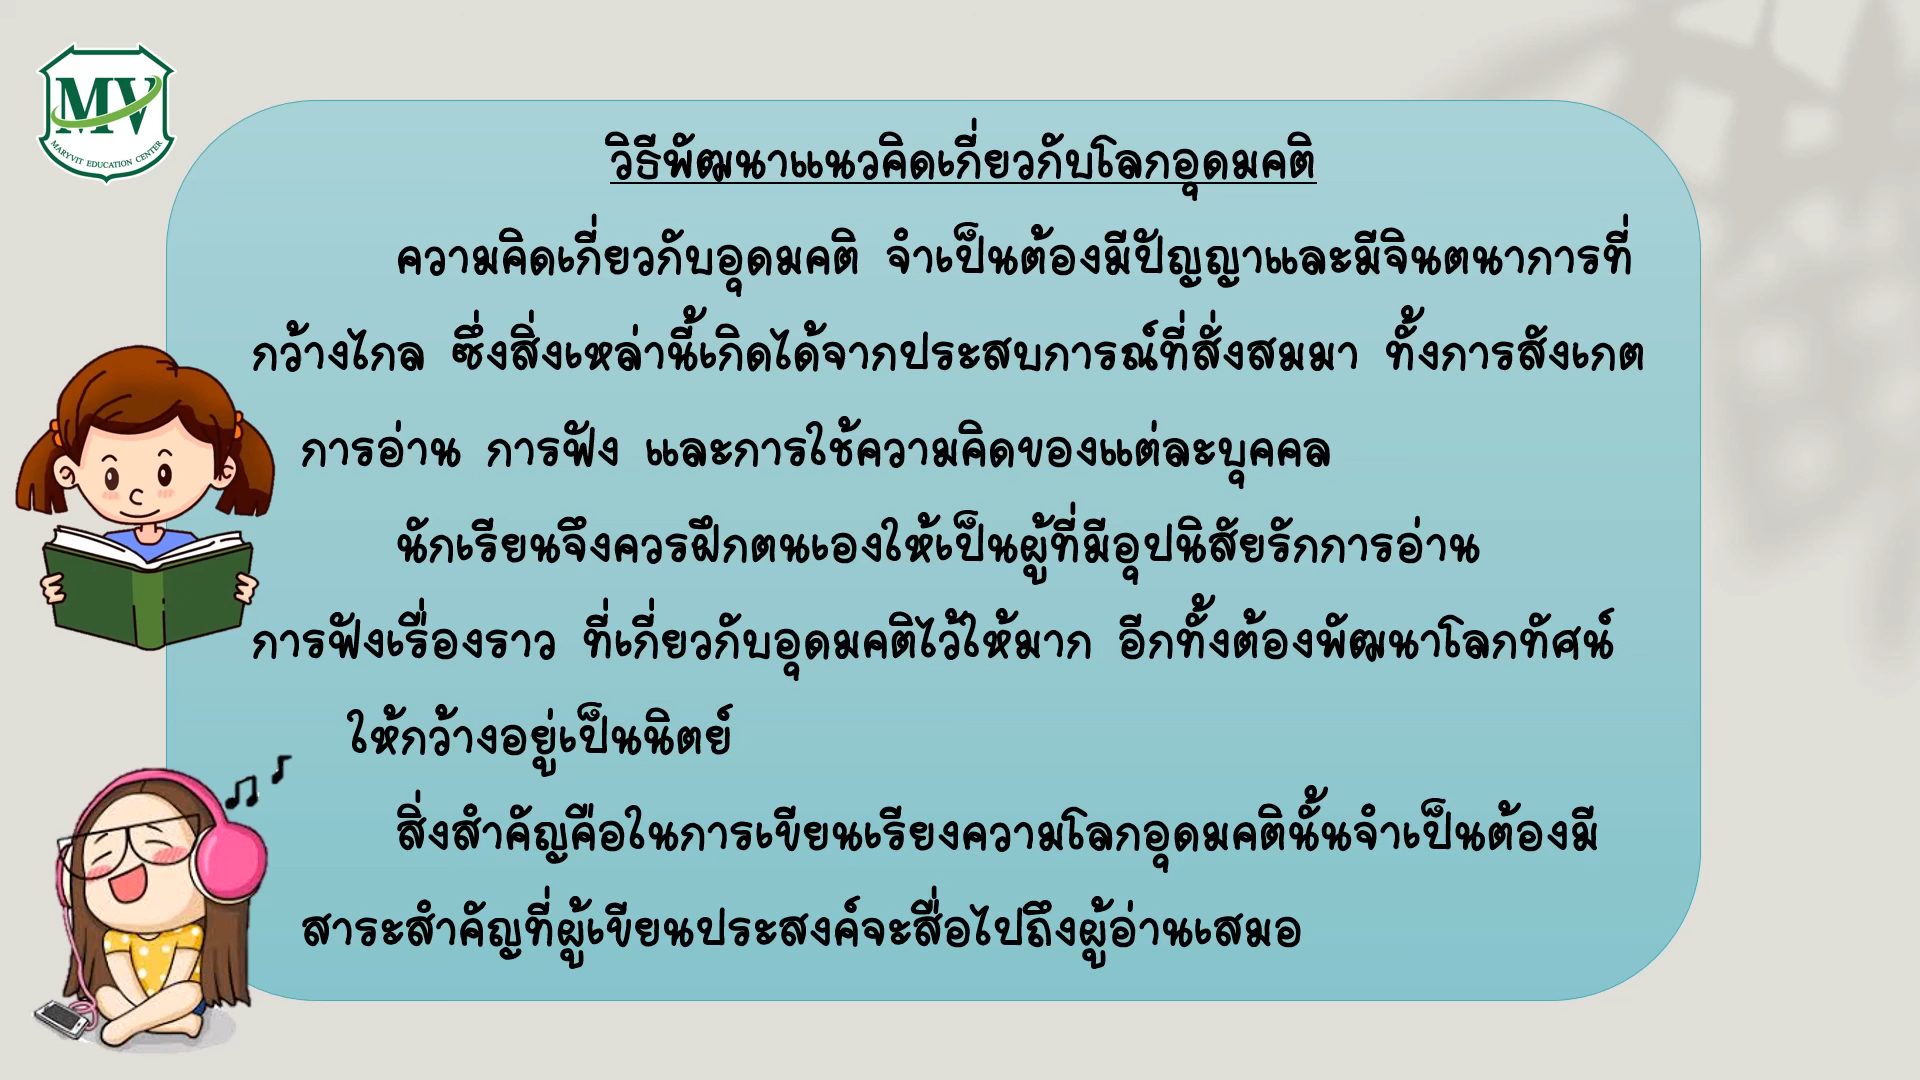 MV
MARYVIT EDUCATION CENTER
วิธีพัฒนาแนวคิดเกี่ยวกับโลกอุดมคติ
ความคิดเกี่ยวกับอุดมคติ จำเป็นต้องมีปัญญาและมีจินตนาการที่
กว้างไกล ซึ่งสิ่งเหล่านี้เกิดได้จากประสบการณ์ที่สั่งสมมา ทั้งการสังเกต
การอ่าน การฟัง และการใช้ความคิดของแต่ละบุคคล
นักเรียนจึงควรฝึกตนเองให้เป็นผู้ที่มีอุปนิสัยรักการอ่าน
การฟังเรื่องราว ที่เกี่ยวกับอุดมคติไว้ให้มาก อีกทั้งต้องพัฒนาโลกทัศน์
ให้กว้างอยู่เป็นนิตย์
สิ่งสำคัญคือในการเขียนเรียงความโลกอุดมคตินั้นจำเป็นต้องมี
สาระสำคัญที่ผู้เขียนประสงค์จะสื่อไปถึงผู้อ่านเสมอ